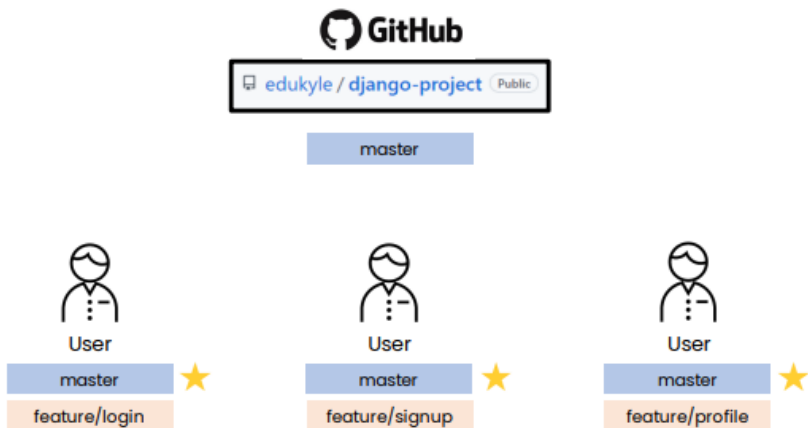 GitHub
edukyle / django-project Public
master
User
User
User
master
master
master
feature/login
feature/signup
feature/profile